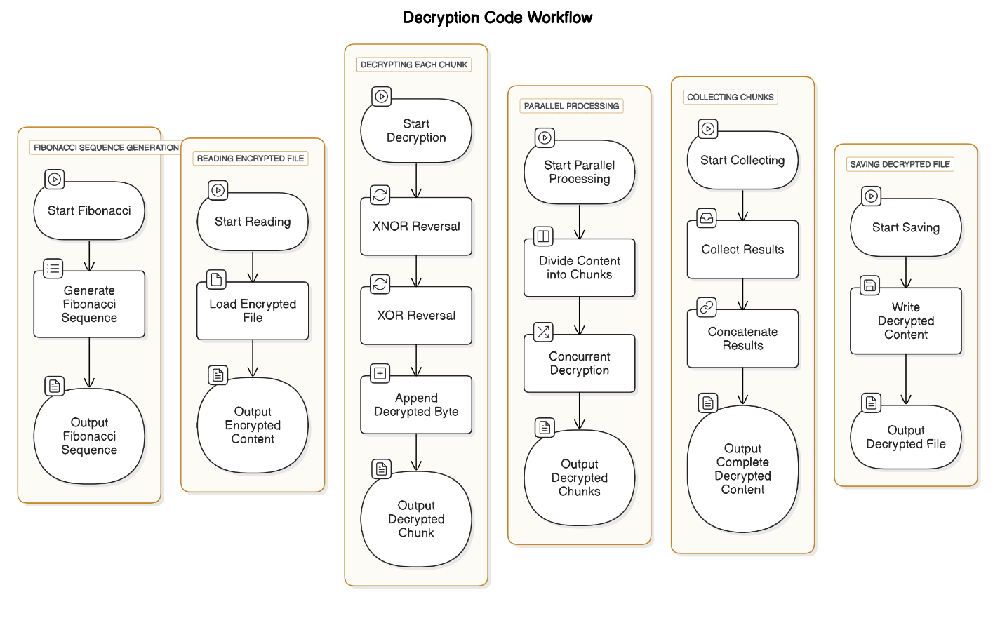 Decryption Code Workflow
FIBONACCI SEQUENCE GENERATION
Start Fibonacci
Generate
Fibonacci
Sequence
Output
Fibonacci
Sequence
READING ENCRYPTED FILE
Start Reading
Load Encrypted
File
Output
Encrypted
Content
DECRYPTING EACH CHUNK
Start
Decryption
XNOR Reversal
XOR Reversal
Append
Decrypted Byte
Output
Decrypted
Chunk
PARALLEL PROCESSING
Start Parallel
Processing
Divide Content
into Chunks
Concurrent
Decryption
Output
Decrypted
Chunks
COLLECTING CHUNKS
Start Collecting
Collect Results
Concatenate
Results
Output
Complete
Decrypted
Content
SAVING DECRYPTED FILE
Start Saving
Write
Decrypted
Content
Output
Decrypted File